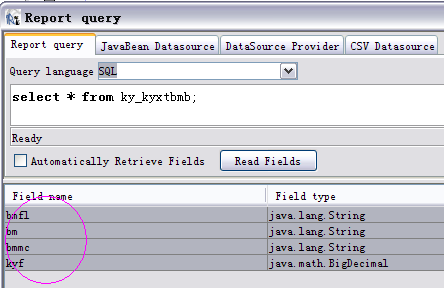 Report query
Report query JavaBean Datasource DataSource Provider CSV Datasource
Query language SQL
select * from ky_kyxtbmb;
Ready
Automatically Retrieve Fields Read Fields
Field name Field type
bmfl java.lang.String
bm java.lang.String
bmmc java.lang.String
kyf java.math.BigDecimal